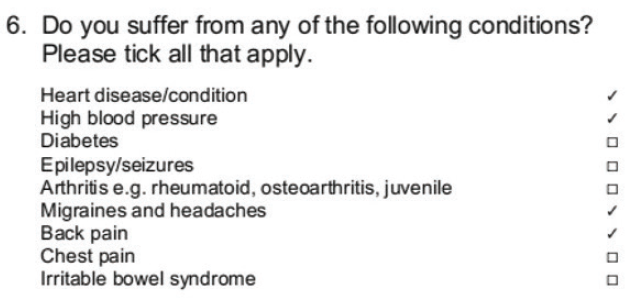 6. Do you suffer from any of the following conditions?
Please tick all that apply.
Heart disease/condition ✓
High blood pressure ✓
Diabetes □
Epilepsy/seizures □
Arthritis e.g. rheumatoid, osteoarthritis, juvenile □
Migraines and headaches ✓
Back pain ✓
Chest pain □
Irritable bowel syndrome □